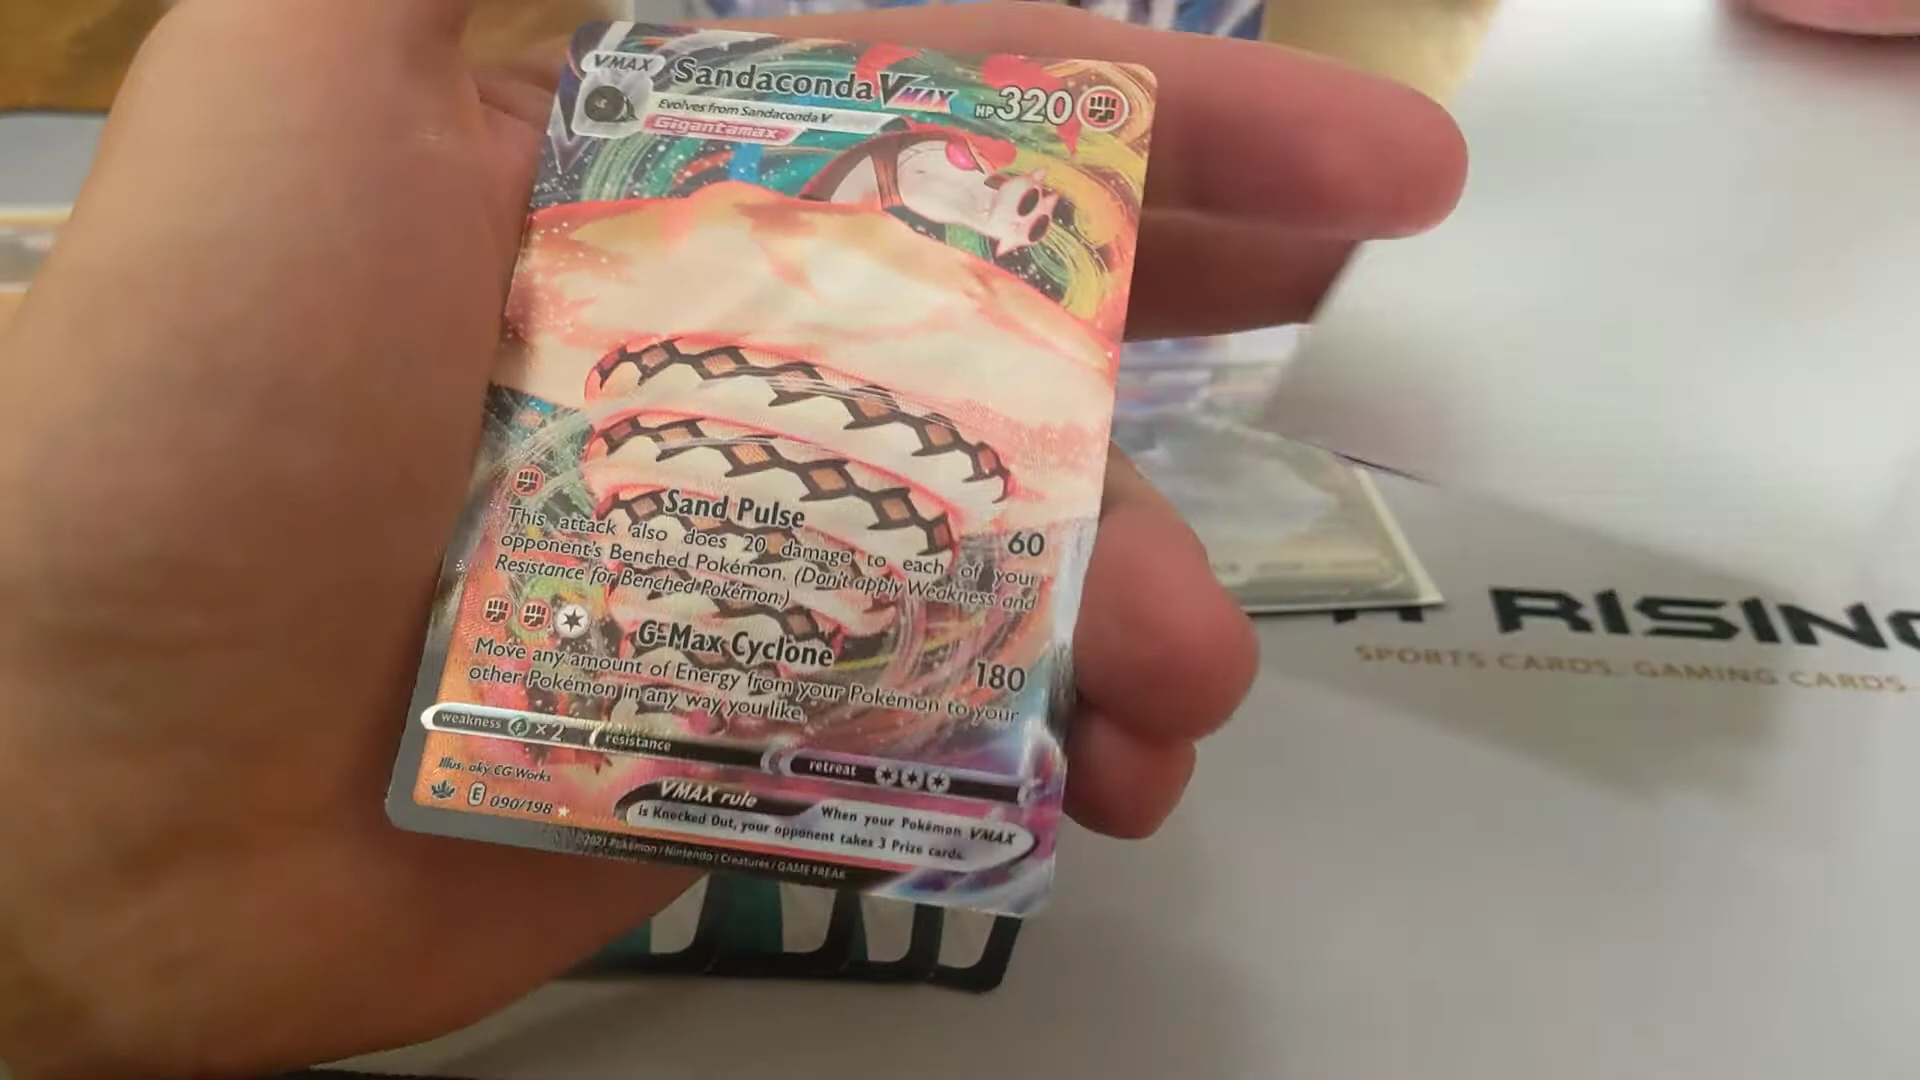 VMAX
Sandaconda VMAX HP 320
Evolves from Sandaconda V
Gigantamax
Sand Pulse 60
This attack also does 20 damage to each of your
opponent's Benched Pokémon. (Don't apply Weakness and
Resistance for Benched Pokémon.)
G-Max Cyclone 180
Move any amount of Energy from your Pokémon to your
other Pokémon in any way you like.
weakness ×2 resistance
retreat
Illus. aky CG Works
E 090/198
VMAX rule When your Pokémon VMAX
is Knocked Out, your opponent takes 3 Prize cards.
2021 Pokémon / Nintendo / Creatures / GAME FREAK
RISING
SPORTS CARDS. GAMING CARDS.